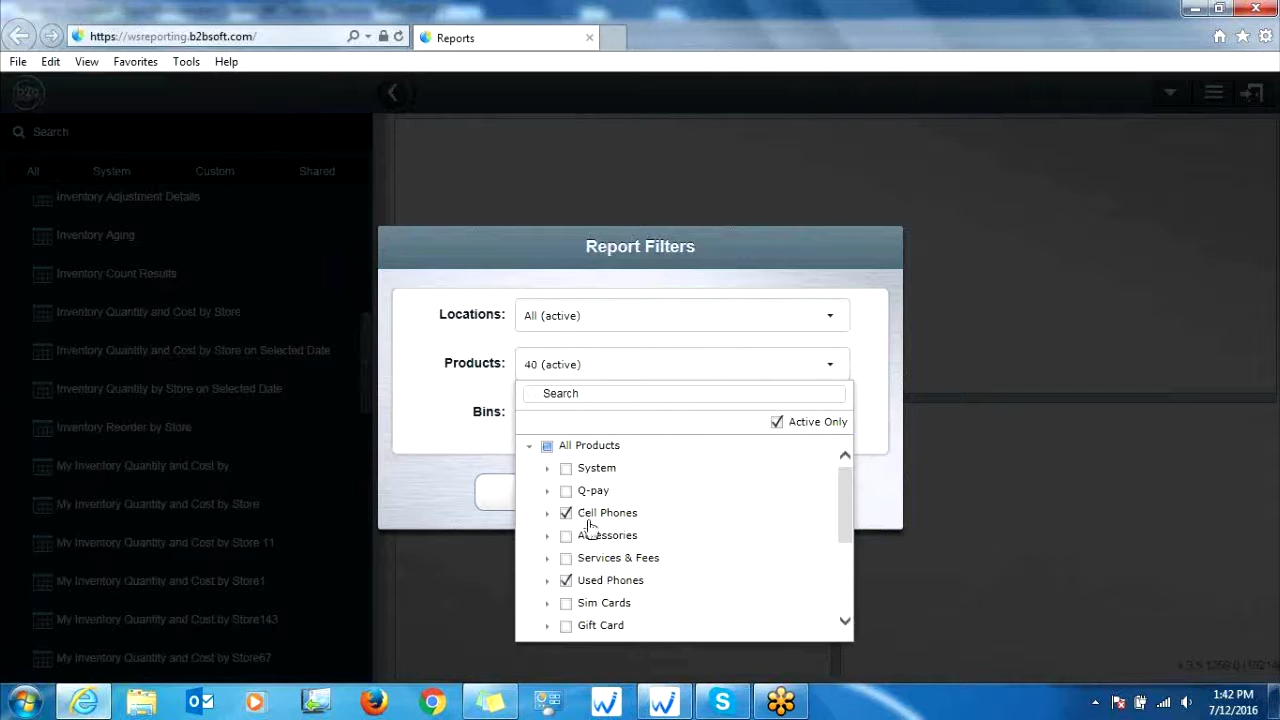 https://wsreporting.b2bsoft.com/
Reports
File Edit View Favorites Tools Help
b2b
Search
All System Custom Shared
Inventory Adjustment Details
Inventory Aging
Inventory Count Results
Inventory Quantity and Cost by Store
Inventory Quantity and Cost by Store on Selected Date
Inventory Quantity by Store on Selected Date
Inventory Reorder by Store
My Inventory Quantity and Cost by
My Inventory Quantity and Cost by Store
My Inventory Quantity and Cost by Store 11
My Inventory Quantity and Cost by Store1
My Inventory Quantity and Cost by Store143
My Inventory Quantity and Cost by Store67
Report Filters
Locations: All (active)
Products: 40 (active)
Bins:
Search
Active Only
All Products
System
Q-pay
Cell Phones
Accessories
Services & Fees
Used Phones
Sim Cards
Gift Card
1:42 PM
7/12/2016